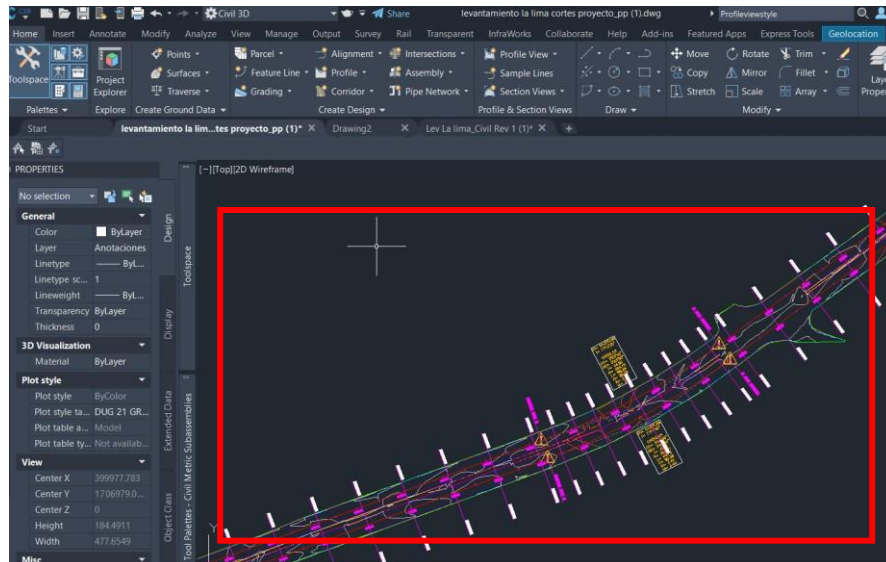 Civil 3D Share levantamiento la lima cortes proyecto_pp (1).dwg Profileviewstyle
Home Insert Annotate Modify Analyze View Manage Output Survey Rail Transparent InfraWorks Collaborate Help Add-ins Featured Apps Express Tools Geolocation
Points Parcel Alignment Intersections Profile View Move Rotate Trim
Surfaces Feature Line Profile Assembly Sample Lines Copy Mirror Fillet
Toolspace Project Explorer Traverse Grading Corridor Pipe Network Section Views Stretch Scale Array
Palettes Explore Create Ground Data Create Design Profile & Section Views Draw Modify
Start levantamiento la lim...tes proyecto_pp (1)* Drawing2 Lev La lima_Civil Rev 1 (1)*
PROPERTIES
[−][Top][2D Wireframe]
No selection
General
Color ByLayer
Layer Anotaciones
Linetype ByL...
Linetype sc... 1
Lineweight ByL...
Transparency ByLayer
Thickness 0
3D Visualization
Material ByLayer
Plot style
Plot style ByColor
Plot style ta... DUG 21 GR...
Plot table a... Model
Plot table ty... Not availab...
View
Center X 399977.783
Center Y 1706979.0...
Center Z 0
Height 184.4911
Width 477.6549
Misc
Design
Display
Extended Data
Object Class
Toolspace
Tool Palettes - Civil Metric Subassemblies
Y